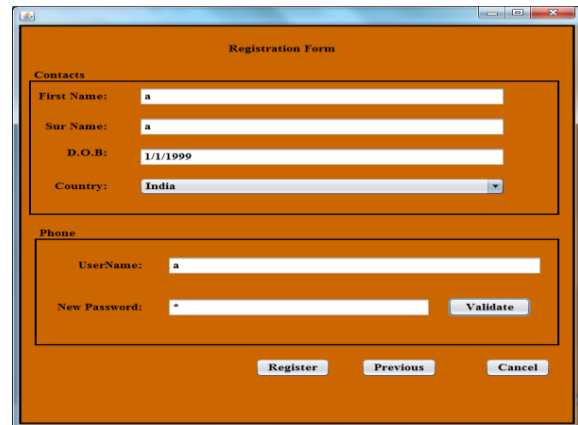 Registration Form
Contacts
First Name: a
Sur Name: a
D.O.B: 1/1/1999
Country: India
Phone
UserName: a
New Password: * Validate
Register Previous Cancel